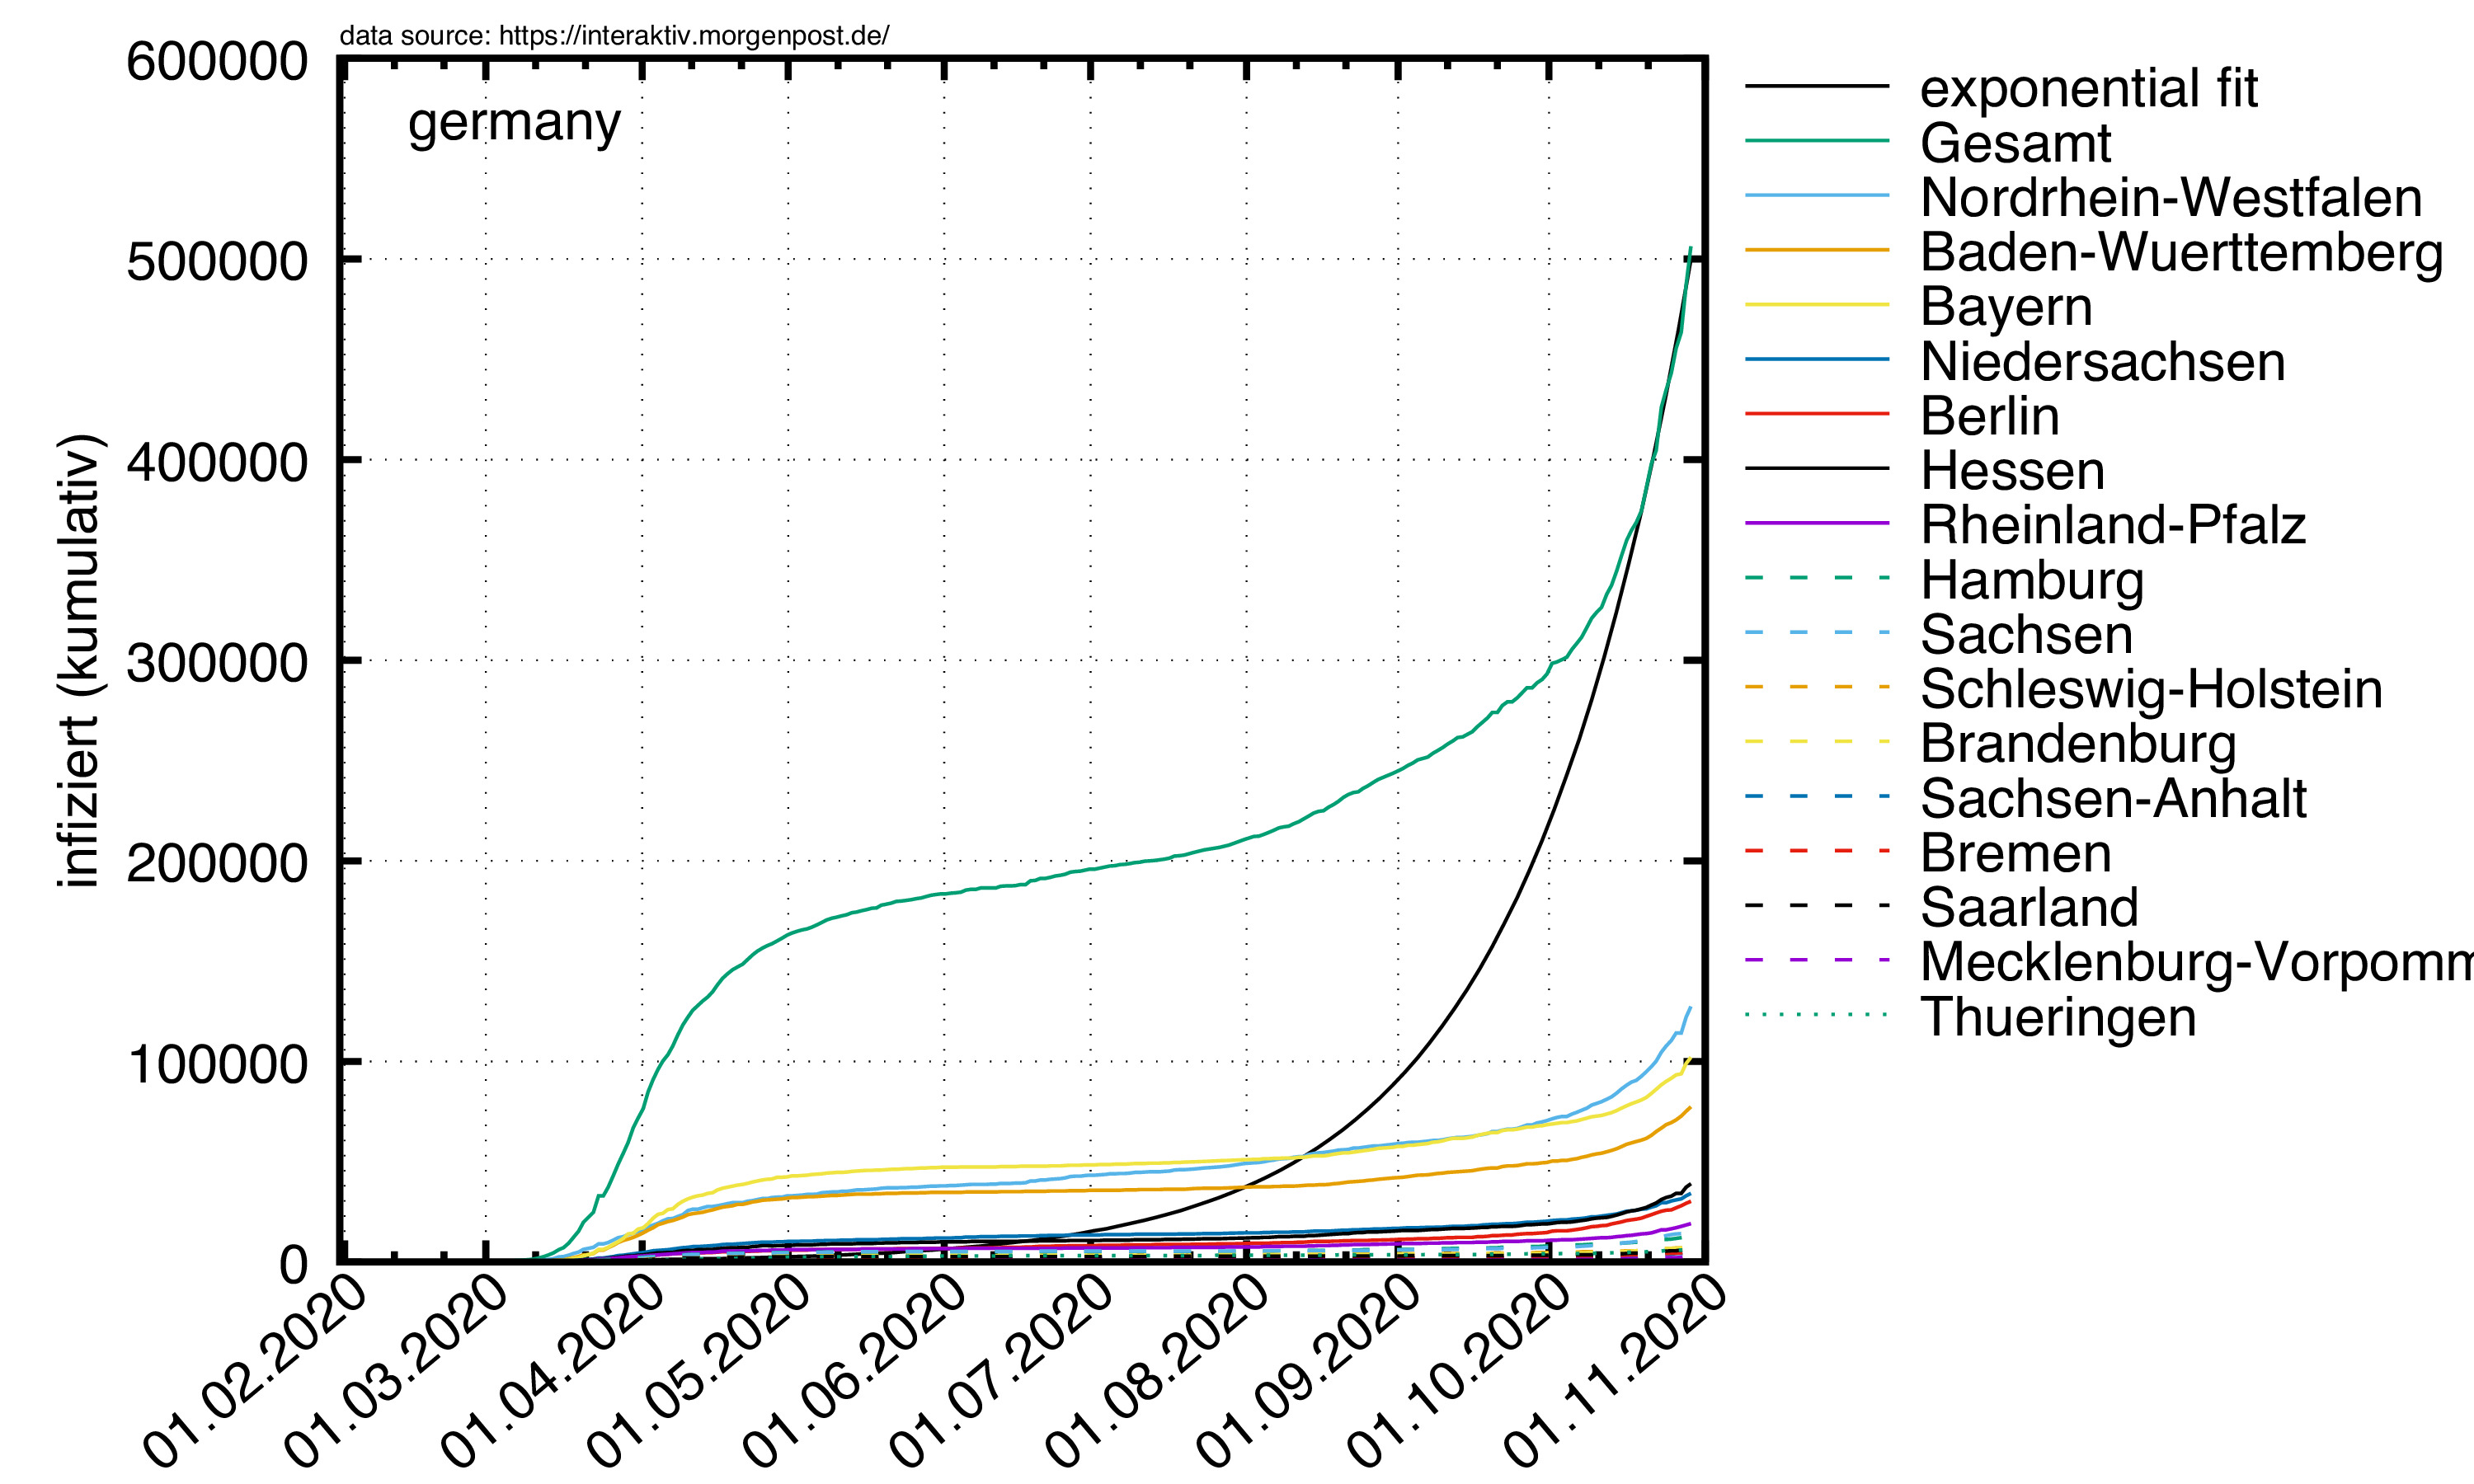 data source: https://interaktiv.morgenpost.de/
germany
infiziert (kumulativ)
600000
500000
400000
300000
200000
100000
0
01.02.2020
01.03.2020
01.04.2020
01.05.2020
01.06.2020
01.07.2020
01.08.2020
01.09.2020
01.10.2020
01.11.2020
exponential fit
Gesamt
Nordrhein-Westfalen
Baden-Wuerttemberg
Bayern
Niedersachsen
Berlin
Hessen
Rheinland-Pfalz
Hamburg
Sachsen
Schleswig-Holstein
Brandenburg
Sachsen-Anhalt
Bremen
Saarland
Mecklenburg-Vorpomm
Thueringen